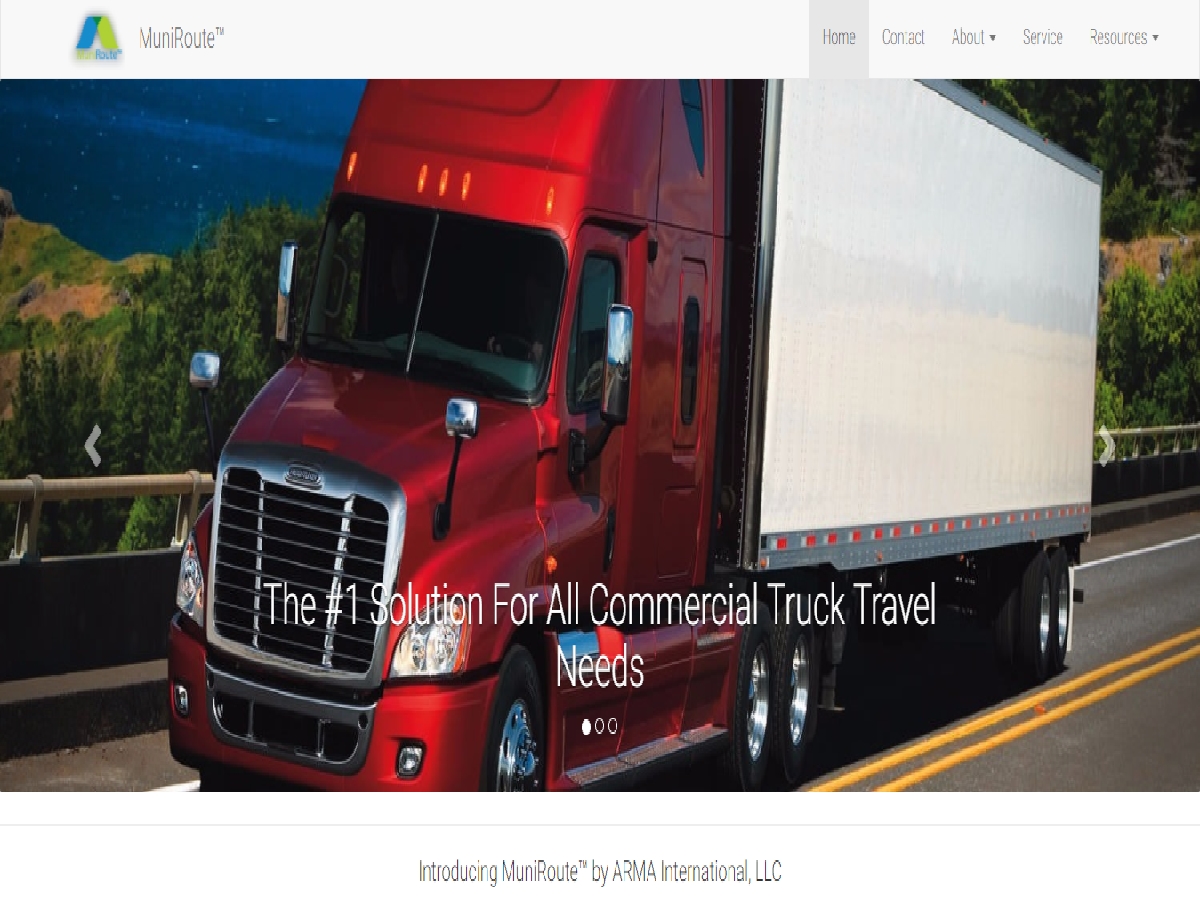 MuniRoute™
MuniRoute™
Home
Contact
About
Service
Resources
The #1 Solution For All Commercial Truck Travel
Needs
Introducing MuniRoute™ by ARMA International, LLC